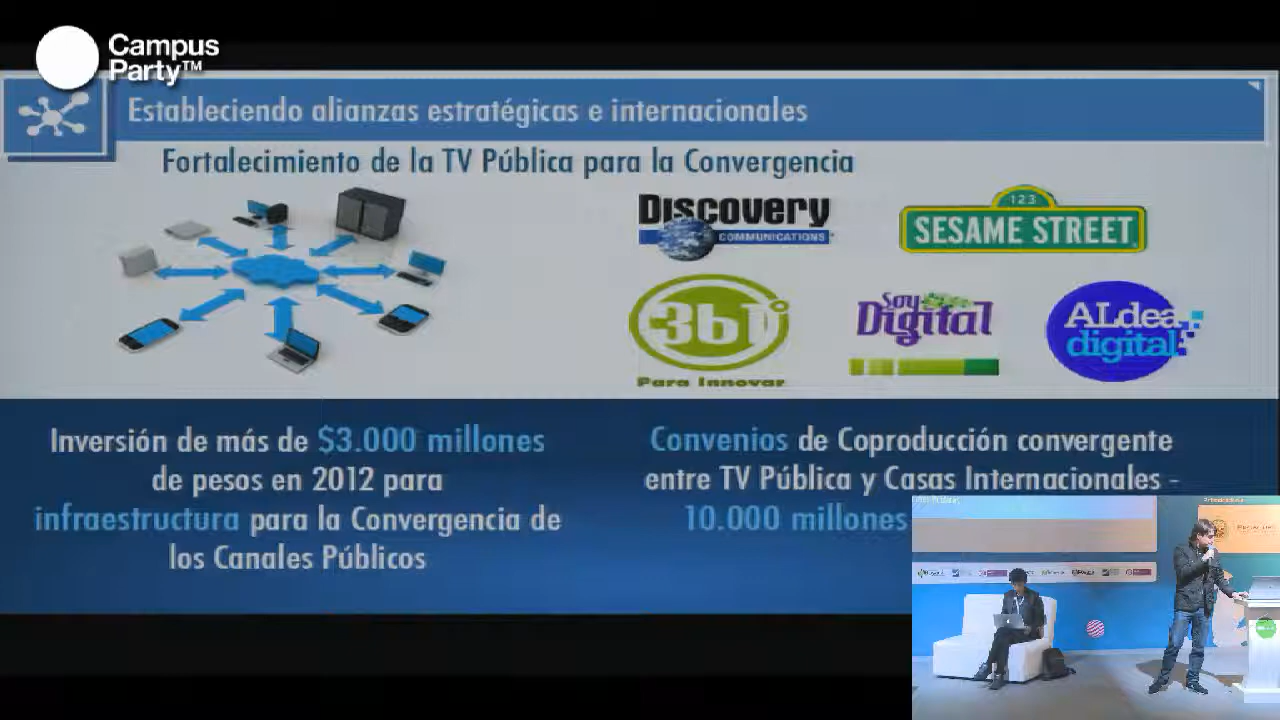 Campus
Party™
Estableciendo alianzas estratégicas e internacionales
Fortalecimiento de la TV Pública para la Convergencia
DISCOVERY
COMMUNICATIONS
123
SESAME STREET
361°
Para Innovar
Soy
Digital
ALdea
digital
Inversión de más de $3.000 millones
de pesos en 2012 para
infraestructura para la Convergencia de
los Canales Públicos
Convenios de Coproducción convergente
entre TV Pública y Casas Internacionales -
10.000 millones